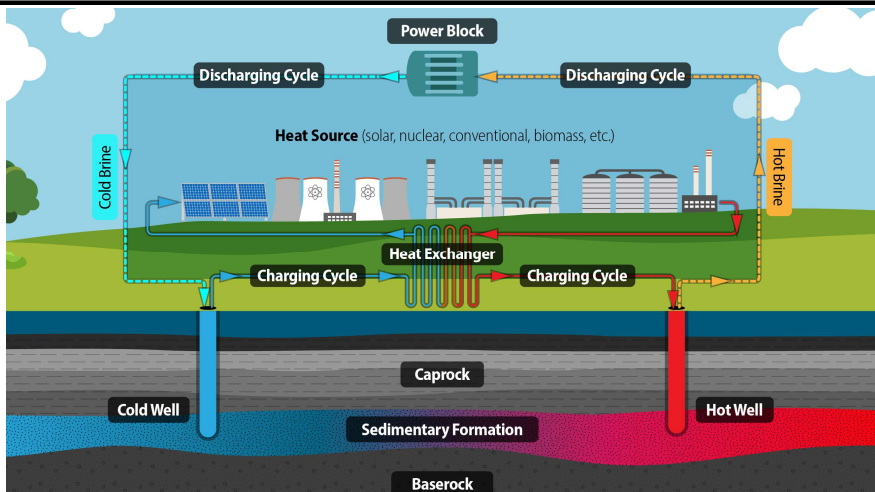 Power Block
Discharging Cycle
Discharging Cycle
Heat Source (solar, nuclear, conventional, biomass, etc.)
Cold Brine
Hot Brine
Heat Exchanger
Charging Cycle
Charging Cycle
Caprock
Cold Well
Hot Well
Sedimentary Formation
Baserock